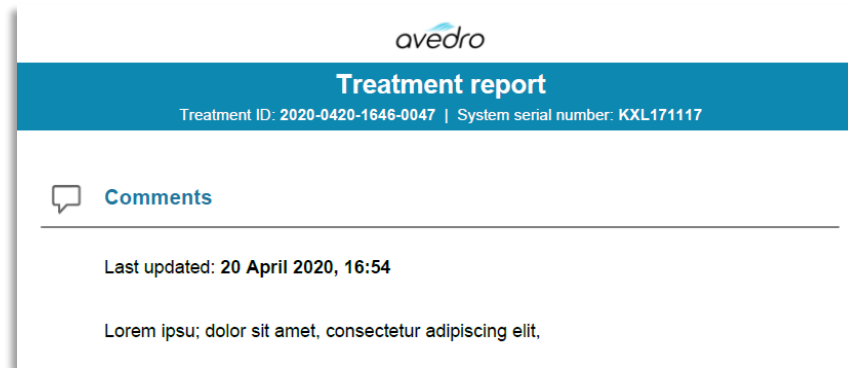 avedro
Treatment report
Treatment ID: 2020-0420-1646-0047 | System serial number: KXL171117
Comments
Last updated: 20 April 2020, 16:54
Lorem ipsu; dolor sit amet, consectetur adipiscing elit,